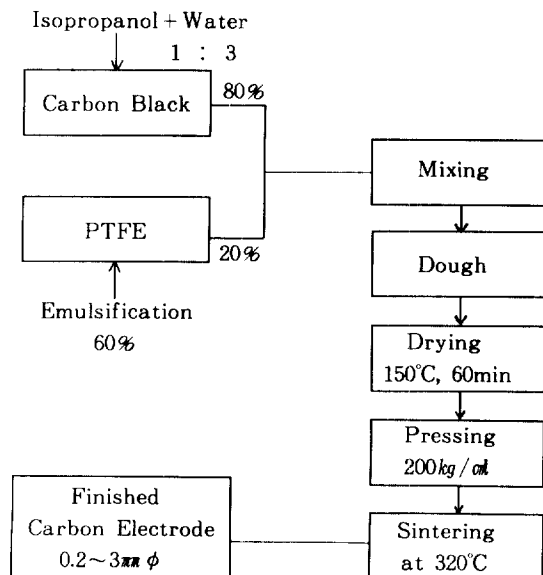 Isopropanol+Water
1 : 3
Carbon Black
80%
PTFE
20%
Emulsification
60%
Mixing
Dough
Drying
150℃, 60min
Pressing
200kg/㎠
Sintering
at 320℃
Finished
Carbon Electrode
0.2~3㎜ φ